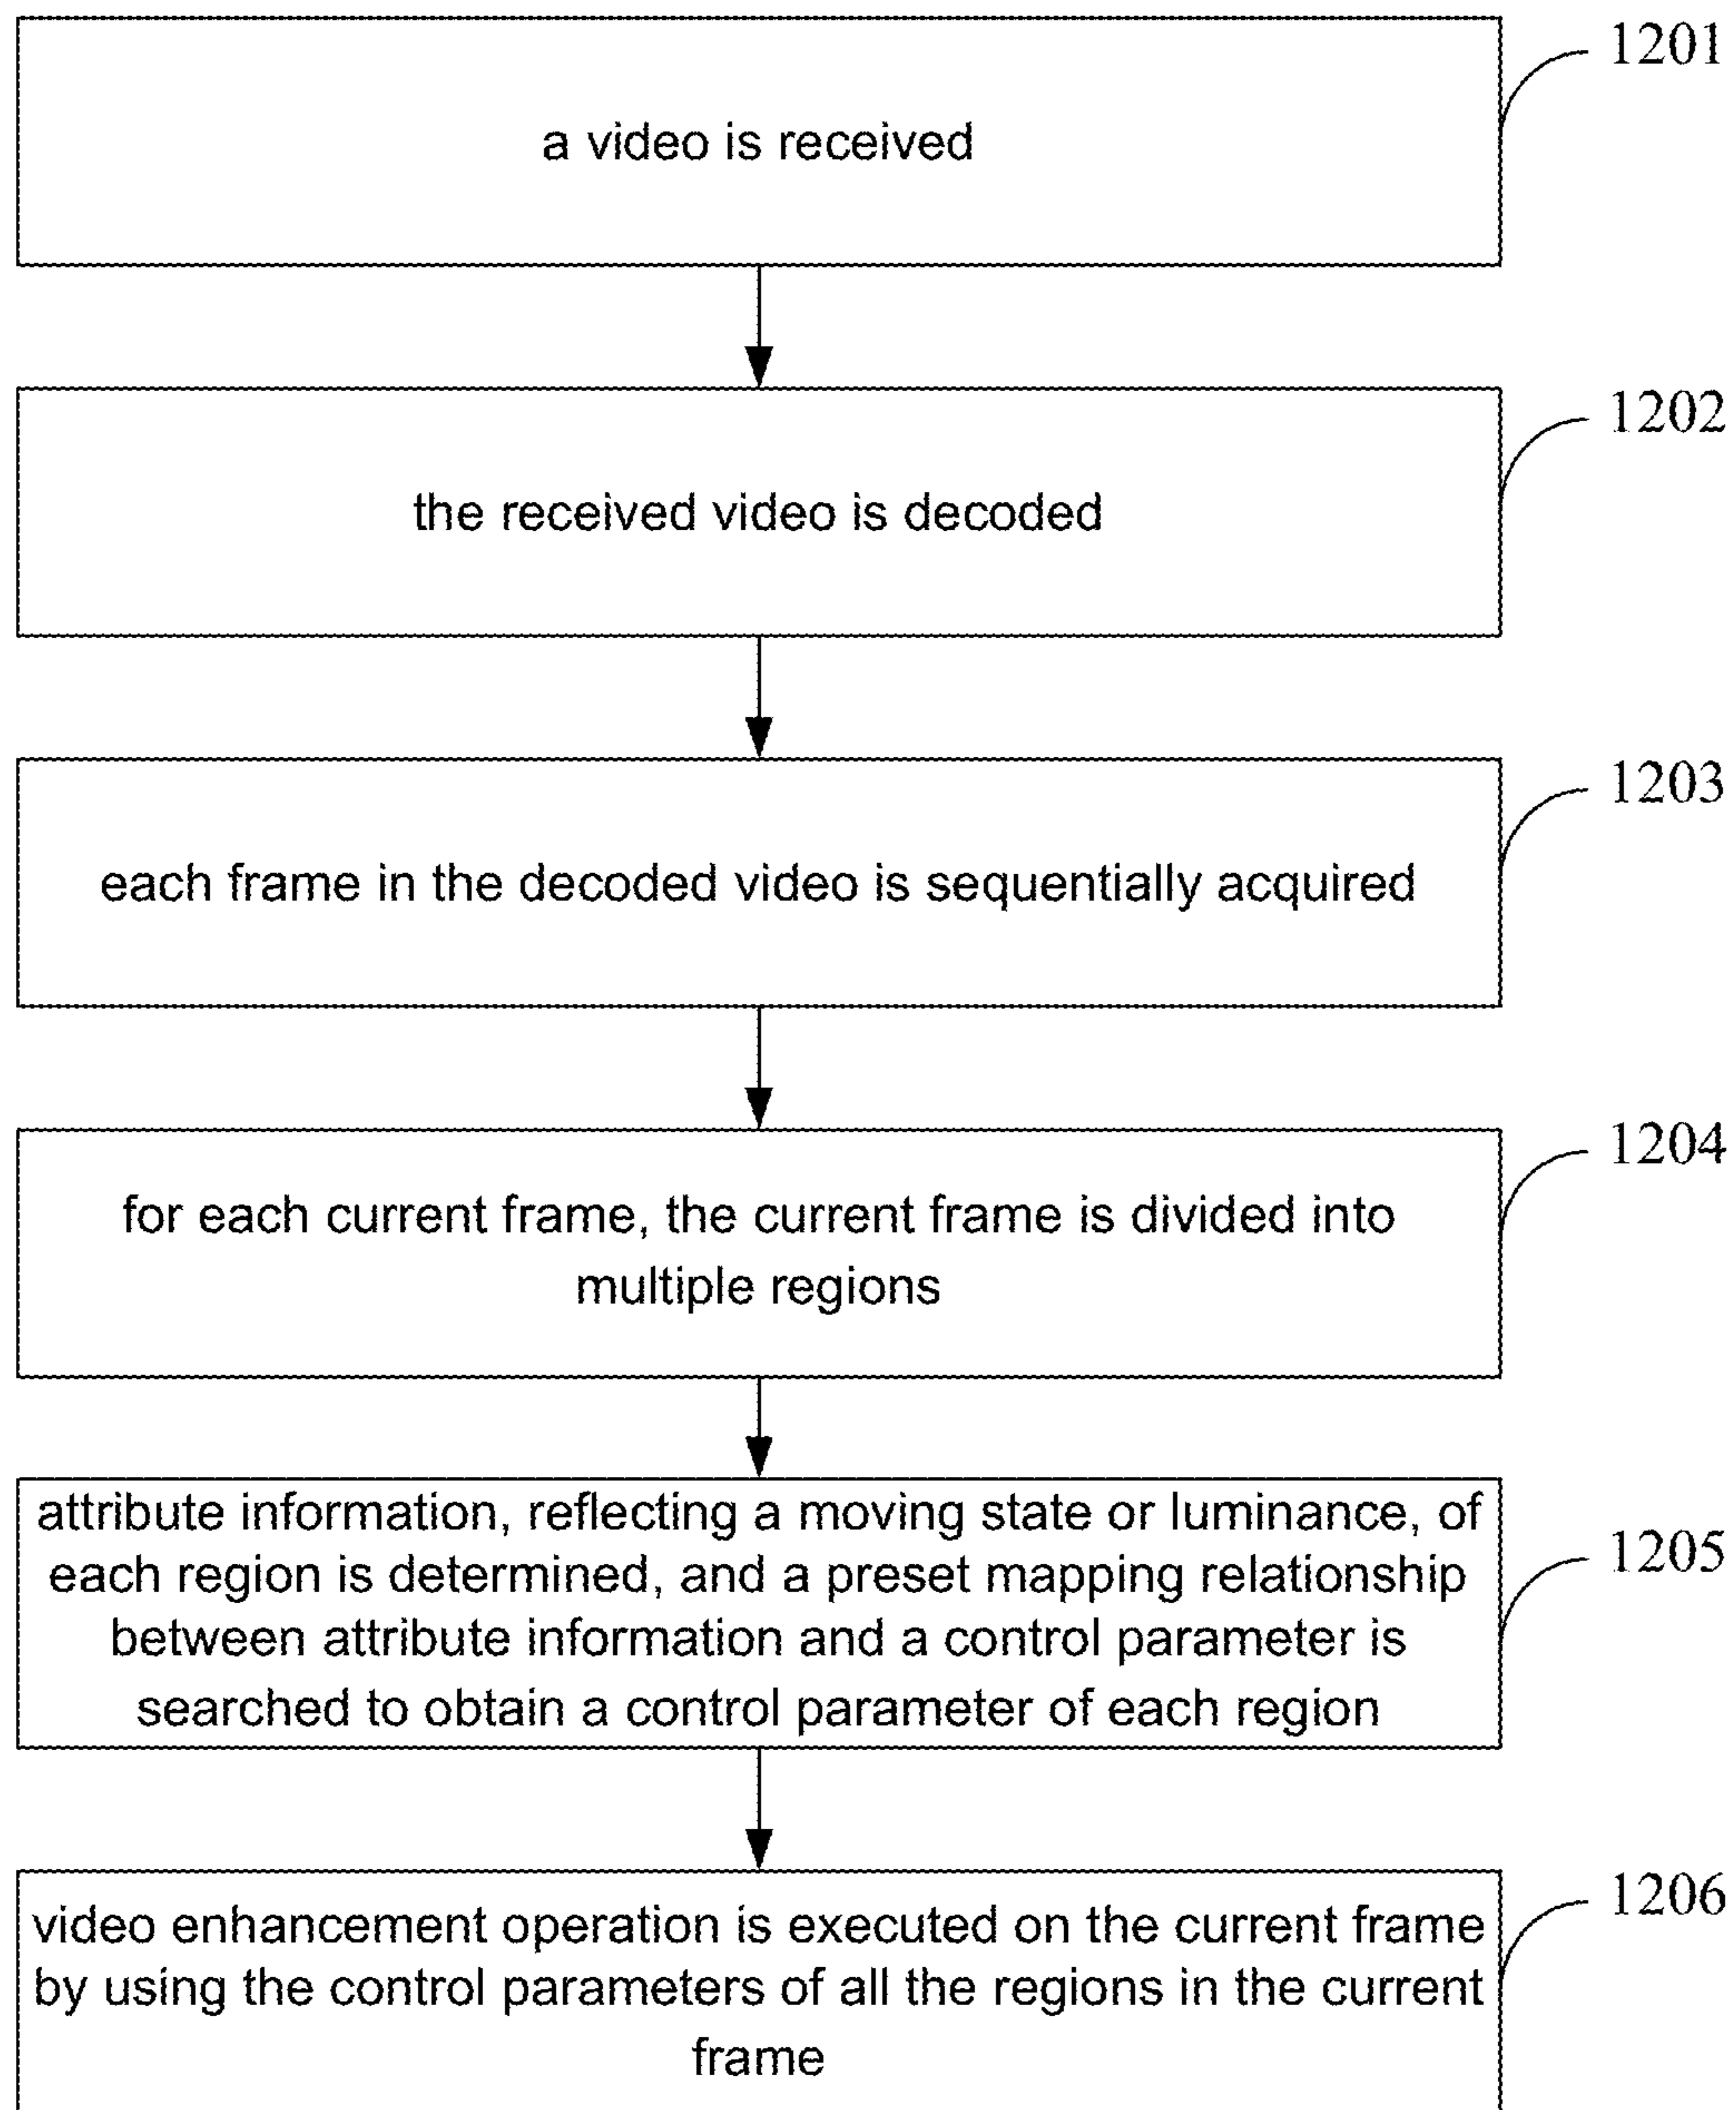 1201
a video is received
1202
the received video is decoded
1203
each frame in the decoded video is sequentially acquired
1204
for each current frame, the current frame is divided into
multiple regions
1205
attribute information, reflecting a moving state or luminance, of
each region is determined, and a preset mapping relationship
between attribute information and a control parameter is
searched to obtain a control parameter of each region
1206
video enhancement operation is executed on the current frame
by using the control parameters of all the regions in the current
frame